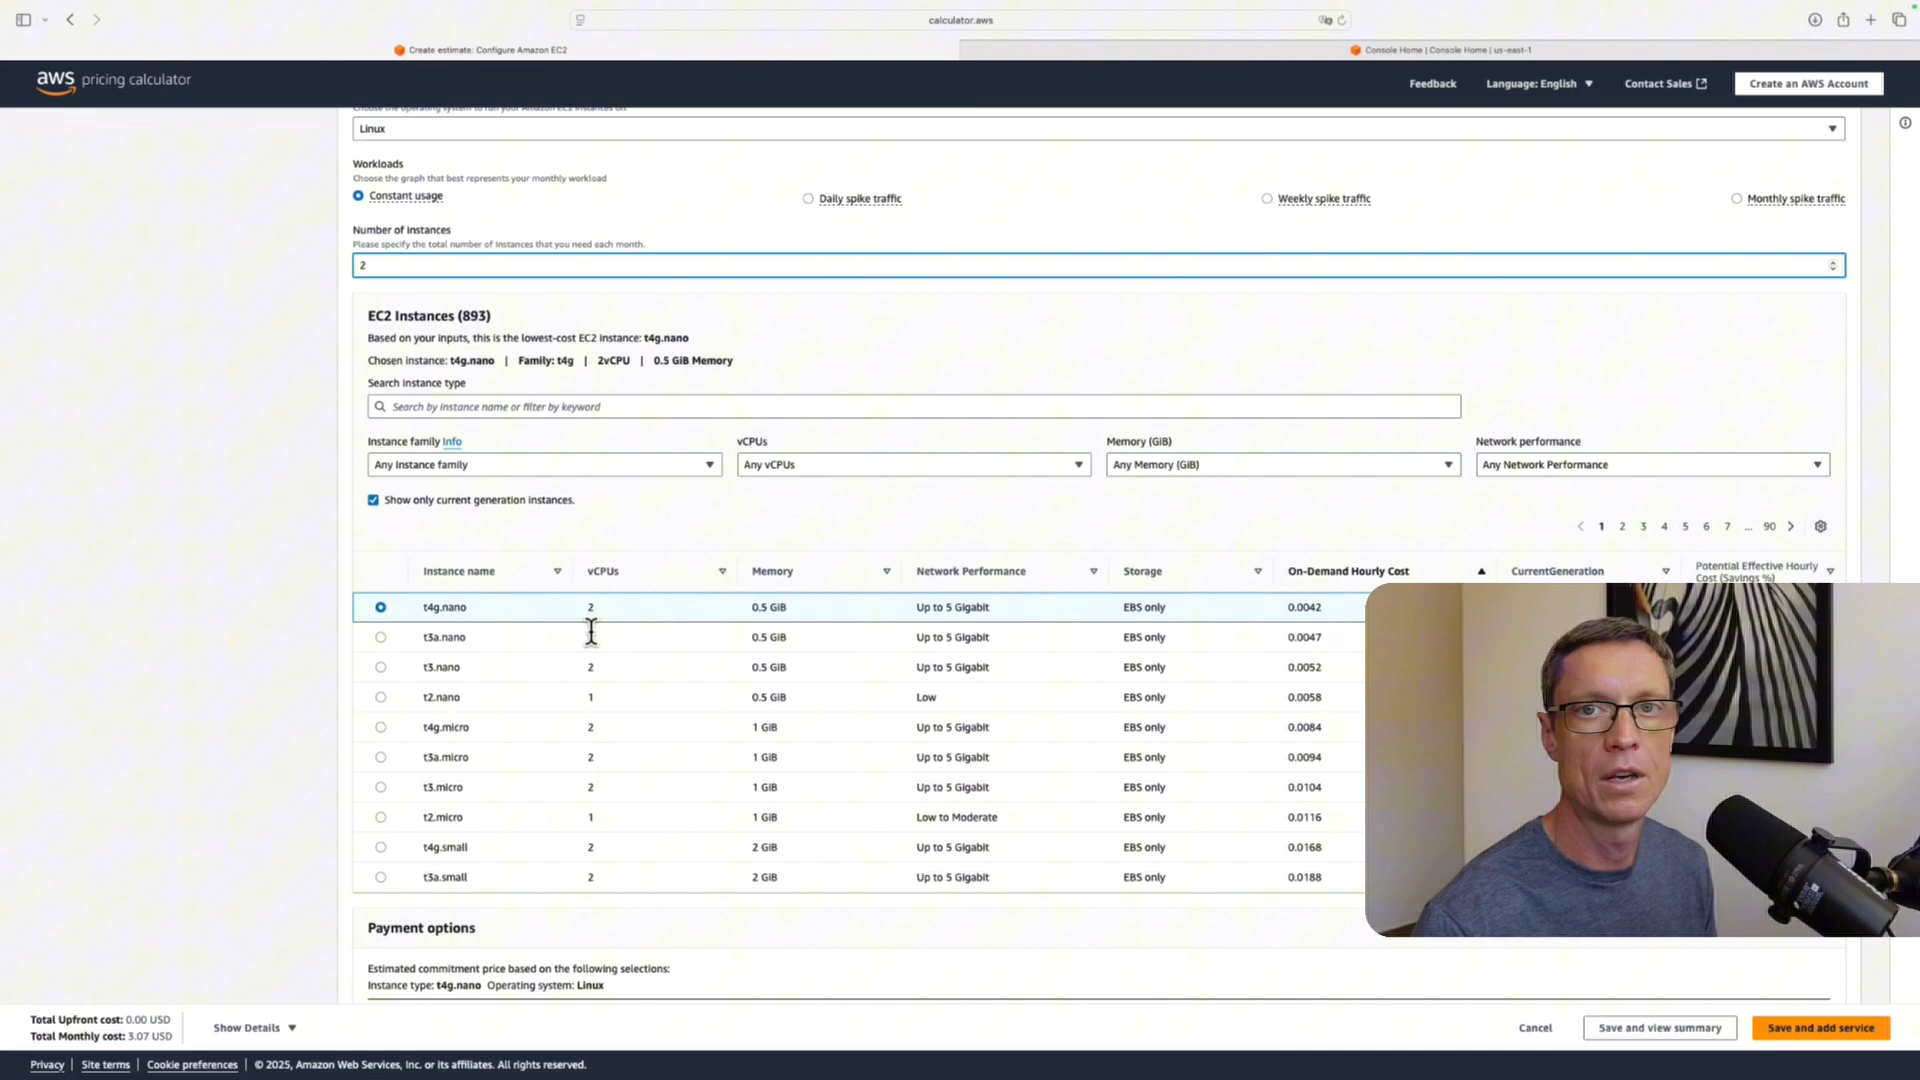 calculator.aws
Create estimate: Configure Amazon EC2
Console Home | Console Home | us-east-1
aws pricing calculator
Feedback
Language: English
Contact Sales
Create an AWS Account
Choose the operating system to run your Amazon EC2 instances on.
Linux
Workloads
Choose the graph that best represents your monthly workload
Constant usage
Daily spike traffic
Weekly spike traffic
Monthly spike traffic
Number of instances
Please specify the total number of instances that you need each month.
2
EC2 Instances (893)
Based on your inputs, this is the lowest-cost EC2 instance: t4g.nano
Chosen instance: t4g.nano | Family: t4g | 2vCPU | 0.5 GiB Memory
Search instance type
Search by instance name or filter by keyword
Instance family Info
vCPUs
Memory (GiB)
Network performance
Any Instance family
Any vCPUs
Any Memory (GiB)
Any Network Performance
Show only current generation instances.
1 2 3 4 5 6 7 ... 90
Instance name vCPUs Memory Network Performance Storage On-Demand Hourly Cost CurrentGeneration Potential Effective Hourly
Cost (Savings %)
t4g.nano 2 0.5 GiB Up to 5 Gigabit EBS only 0.0042
t3a.nano 0.5 GiB Up to 5 Gigabit EBS only 0.0047
t3.nano 2 0.5 GiB Up to 5 Gigabit EBS only 0.0052
t2.nano 1 0.5 GiB Low EBS only 0.0058
t4g.micro 2 1 GiB Up to 5 Gigabit EBS only 0.0084
t3a.micro 2 1 GiB Up to 5 Gigabit EBS only 0.0094
t3.micro 2 1 GiB Up to 5 Gigabit EBS only 0.0104
t2.micro 1 1 GiB Low to Moderate EBS only 0.0116
t4g.small 2 2 GiB Up to 5 Gigabit EBS only 0.0168
t3a.small 2 2 GiB Up to 5 Gigabit EBS only 0.0188
Payment options
Estimated commitment price based on the following selections:
Instance type: t4g.nano Operating system: Linux
Total Upfront cost: 0.00 USD
Total Monthly cost: 3.07 USD
Show Details
Cancel
Save and view summary
Save and add service
Privacy | Site terms | Cookie preferences | © 2025, Amazon Web Services, Inc. or its affiliates. All rights reserved.